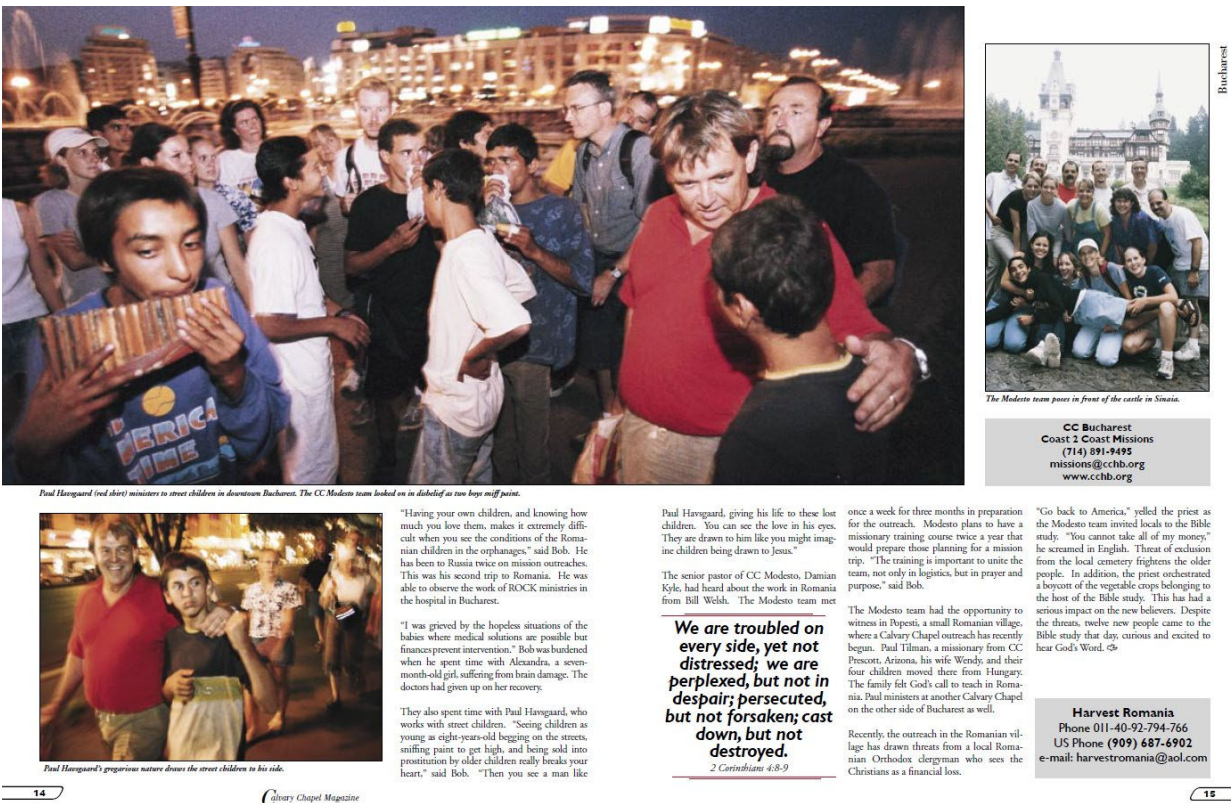 Bucharest
AMERICA
TIME
The Modesto team poses in front of the castle in Sinaia.
CC Bucharest
Coast 2 Coast Missions
(714) 891-9495
missions@cchb.org
www.cchb.org
Paul Havsgaard (red shirt) ministers to street children in downtown Bucharest. The CC Modesto team looked on in disbelief as two boys sniff paint.
Paul Havsgaard's gregarious nature draws the street children to his side.
"Having your own children, and knowing how
much you love them, makes it extremely diffi-
cult when you see the conditions of the Roma-
nian children in the orphanages," said Bob. He
has been to Russia twice on mission outreaches.
This was his second trip to Romania. He was
able to observe the work of ROCK ministries in
the hospital in Bucharest.
"I was grieved by the hopeless situations of the
babies where medical solutions are possible but
finances prevent intervention." Bob was burdened
when he spent time with Alexandra, a seven-
month-old girl, suffering from brain damage. The
doctors had given up on her recovery.
They also spent time with Paul Havsgaard, who
works with street children. "Seeing children as
young as eight-years-old begging on the streets,
sniffing paint to get high, and being sold into
prostitution by older children really breaks your
heart," said Bob. "Then you see a man like
Paul Havsgaard, giving his life to these lost
children. You can see the love in his eyes.
They are drawn to him like you might imag-
ine children being drawn to Jesus."
The senior pastor of CC Modesto, Damian
Kyle, had heard about the work in Romania
from Bill Welsh. The Modesto team met
We are troubled on
every side, yet not
distressed; we are
perplexed, but not in
despair; persecuted,
but not forsaken; cast
down, but not
destroyed.
2 Corinthians 4:8-9
once a week for three months in preparation
for the outreach. Modesto plans to have a
missionary training course twice a year that
would prepare those planning for a mission
trip. "The training is important to unite the
team, not only in logistics, but in prayer and
purpose," said Bob.
The Modesto team had the opportunity to
witness in Popesti, a small Romanian village,
where a Calvary Chapel outreach has recently
begun. Paul Tilman, a missionary from CC
Prescott, Arizona, his wife Wendy, and their
four children moved there from Hungary.
The family felt God's call to teach in Roma-
nia. Paul ministers at another Calvary Chapel
on the other side of Bucharest as well.
Recently, the outreach in the Romanian vil-
lage has drawn threats from a local Roma-
nian Orthodox clergyman who sees the
Christians as a financial loss.
"Go back to America," yelled the priest as
the Modesto team invited locals to the Bible
study. "You cannot take all of my money,"
he screamed in English. Threat of exclusion
from the local cemetery frightens the older
people. In addition, the priest orchestrated
a boycott of the vegetable crops belonging to
the host of the Bible study. This has had a
serious impact on the new believers. Despite
the threats, twelve new people came to the
Bible study that day, curious and excited to
hear God's Word.
Harvest Romania
Phone 011-40-92-794-766
US Phone (909) 687-6902
e-mail: harvestromania@aol.com
14
Calvary Chapel Magazine
15